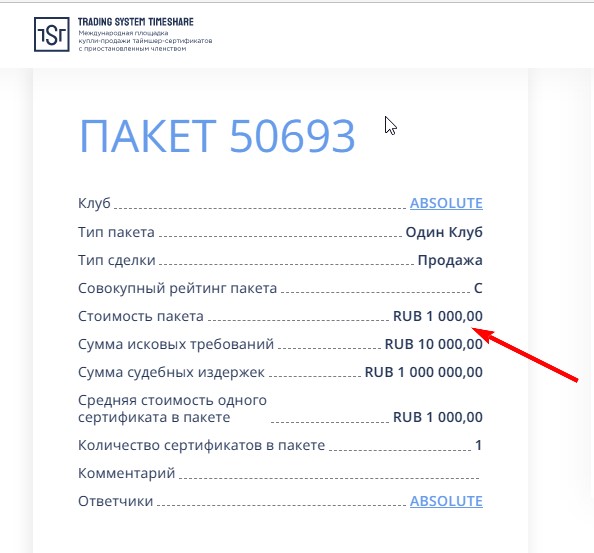 TRADING SYSTEM TIMESHARE
Международная площадка
купли-продажи таймшер-сертификатов
с приостановленным членством
TST
ПАКЕТ 50693
Клуб ABSOLUTE
Тип пакета Один Клуб
Тип сделки Продажа
Совокупный рейтинг пакета C
Стоимость пакета RUB 1 000,00
Сумма исковых требований RUB 10 000,00
Сумма судебных издержек RUB 1 000 000,00
Средняя стоимость одного
сертификата в пакете RUB 1 000,00
Количество сертификатов в пакете 1
Комментарий
Ответчики ABSOLUTE